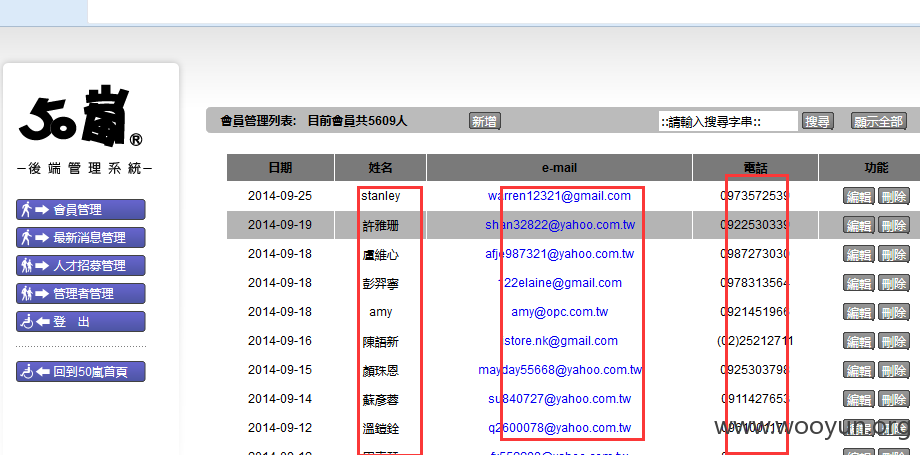 50嵐®
－後端管理系統－
會員管理
最新消息管理
人才招募管理
管理者管理
登 出
回到50嵐首頁
會員管理列表: 目前會員共5609人 新增 ::請輸入搜尋字串:: 搜尋 顯示全部
日期 姓名 e-mail 電話 功能
2014-09-25 stanley warren12321@gmail.com 0973572539 編輯 刪除
2014-09-19 許雅珊 shan32822@yahoo.com.tw 0922530339 編輯 刪除
2014-09-18 盧維心 afje987321@yahoo.com.tw 0987273030 編輯 刪除
2014-09-18 彭羿寧 122elaine@gmail.com 0978313564 編輯 刪除
2014-09-18 amy amy@opc.com.tw 0921451966 編輯 刪除
2014-09-16 陳語新 store.nk@gmail.com (02)25212711 編輯 刪除
2014-09-15 顏珠恩 mayday55668@yahoo.com.tw 0925303798 編輯 刪除
2014-09-14 蘇彥蓉 su840727@yahoo.com.tw 0911427653 編輯 刪除
2014-09-12 溫鎧銓 q2600078@yahoo.com.tw 編輯 刪除
www.wooyun.org